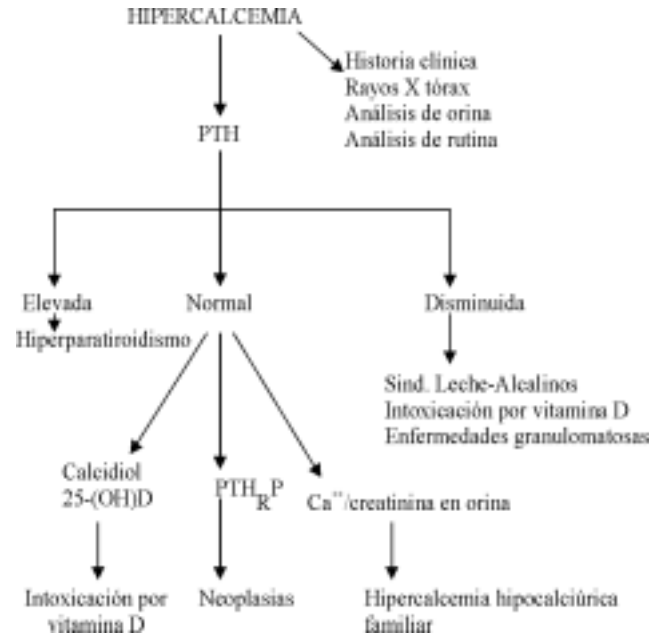 HIPERCALCEMIA
Historia clínica
Rayos X tórax
Análisis de orina
Análisis de rutina
PTH
Elevada
Normal
Disminuida
Hiperparatiroidismo
Sind. Leche-Alcalinos
Intoxicación por vitamina D
Enfermedades granulomatosas
Calcidiol
25-(OH)D
PTHRP
Ca++/creatinina en orina
Intoxicación por
vitamina D
Neoplasias
Hipercalcemia hipocalciúrica
familiar